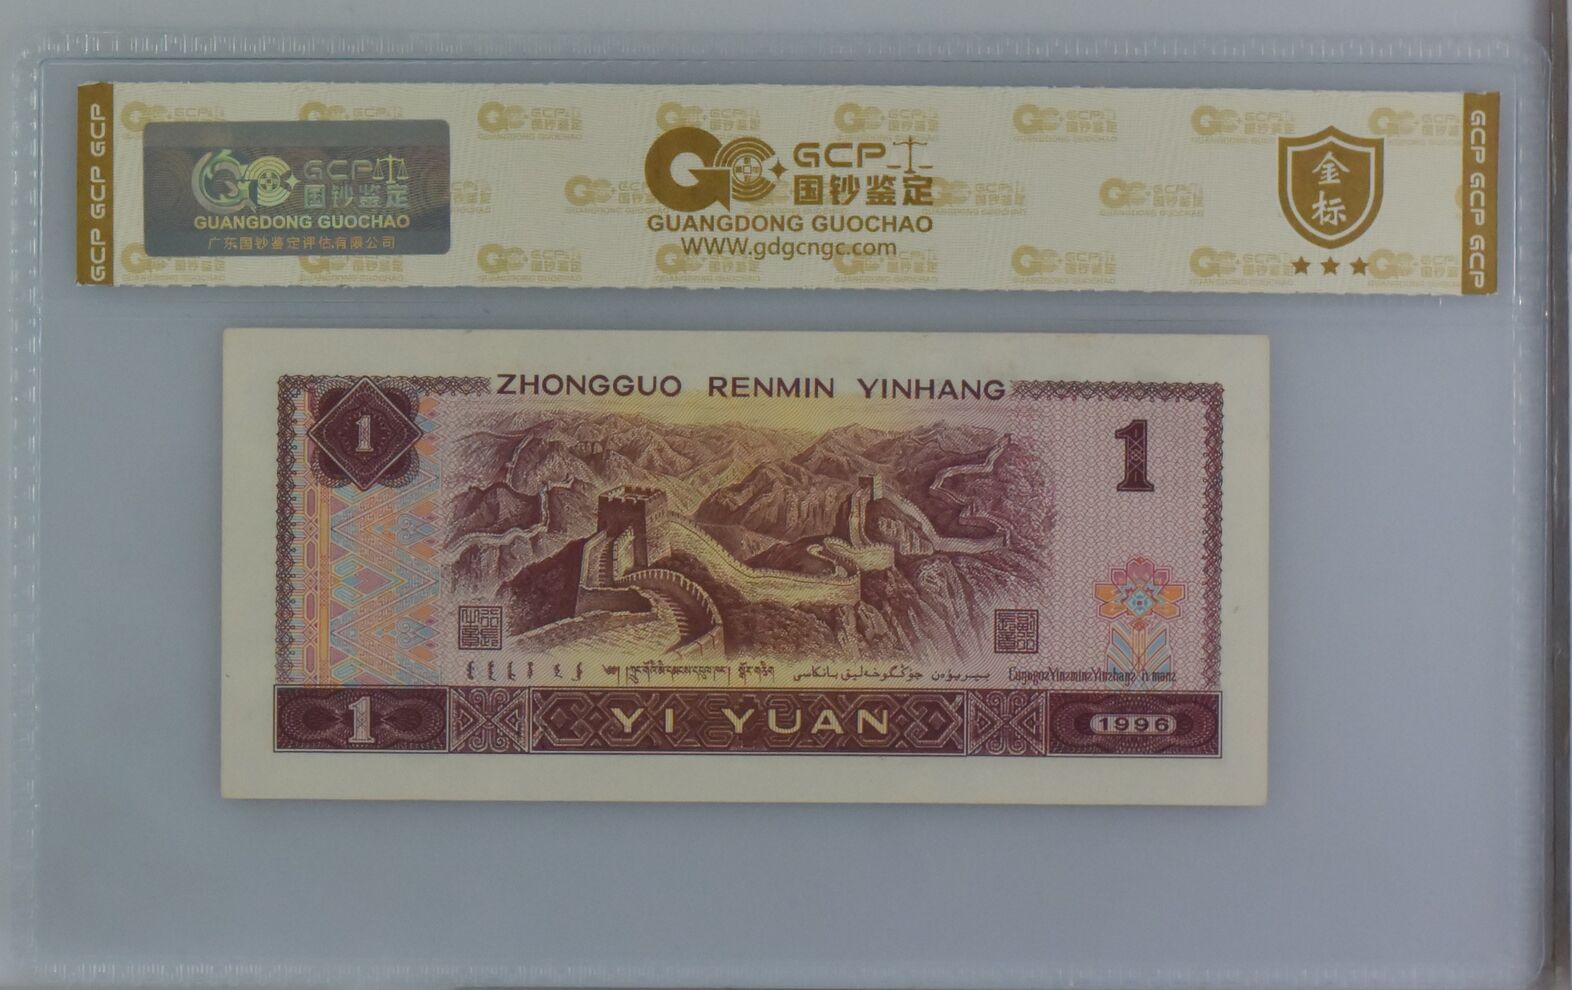 GCP GCP GCP
GCP
国钞鉴定
GUANGDONG GUOCHAO
广东国钞鉴定评估有限公司
GCP
国钞鉴定
GUANGDONG GUOCHAO
WWW.gdgcngc.com
金标
GCP GCP GCP
ZHONGGUO RENMIN YINHANG
1
1
1
YI YUAN
1996